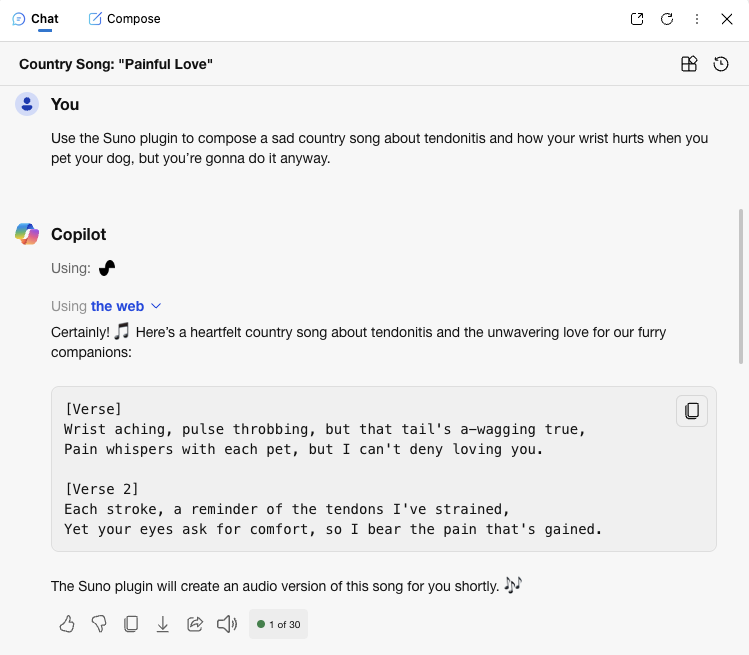 Chat Compose
Country Song: "Painful Love"
You
Use the Suno plugin to compose a sad country song about tendonitis and how your wrist hurts when you
pet your dog, but you’re gonna do it anyway.
Copilot
Using:
Using the web
Certainly! 🎵 Here’s a heartfelt country song about tendonitis and the unwavering love for our furry
companions:
[Verse]
Wrist aching, pulse throbbing, but that tail's a-wagging true,
Pain whispers with each pet, but I can't deny loving you.
[Verse 2]
Each stroke, a reminder of the tendons I've strained,
Yet your eyes ask for comfort, so I bear the pain that's gained.
The Suno plugin will create an audio version of this song for you shortly. 🎶
1 of 30